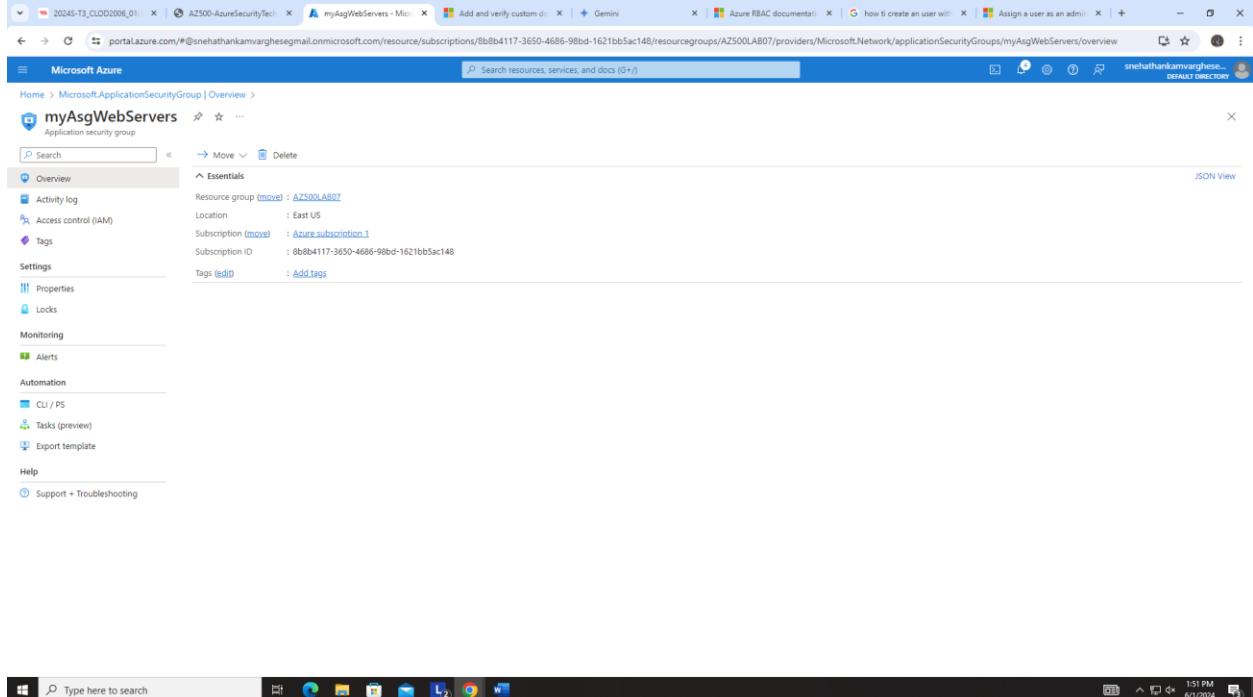 2024S-T3_CLOD2006_01:
AZ500-AzureSecurityTech
myAsgWebServers - Micro
Add and verify custom do
Gemini
Azure RBAC documentati
how ti create an user with
Assign a user as an admin
portal.azure.com/#@snehathankamvarghesegmail.onmicrosoft.com/resource/subscriptions/8b8b4117-3650-4686-98bd-1621bb5ac148/resourcegroups/AZ500LAB07/providers/Microsoft.Network/applicationSecurityGroups/myAsgWebServers/overview
Microsoft Azure
Search resources, services, and docs (G+/)
snehathankamvarghese...
DEFAULT DIRECTORY
Home > Microsoft.ApplicationSecurityGroup | Overview >
myAsgWebServers
Application security group
Search
Move
Delete
Overview
Essentials
JSON View
Activity log
Resource group (move) : AZ500LAB07
Access control (IAM)
Location : East US
Tags
Subscription (move) : Azure subscription 1
Subscription ID : 8b8b4117-3650-4686-98bd-1621bb5ac148
Settings
Tags (edit) : Add tags
Properties
Locks
Monitoring
Alerts
Automation
CLI / PS
Tasks (preview)
Export template
Help
Support + Troubleshooting
Type here to search
1:51 PM
6/1/2024